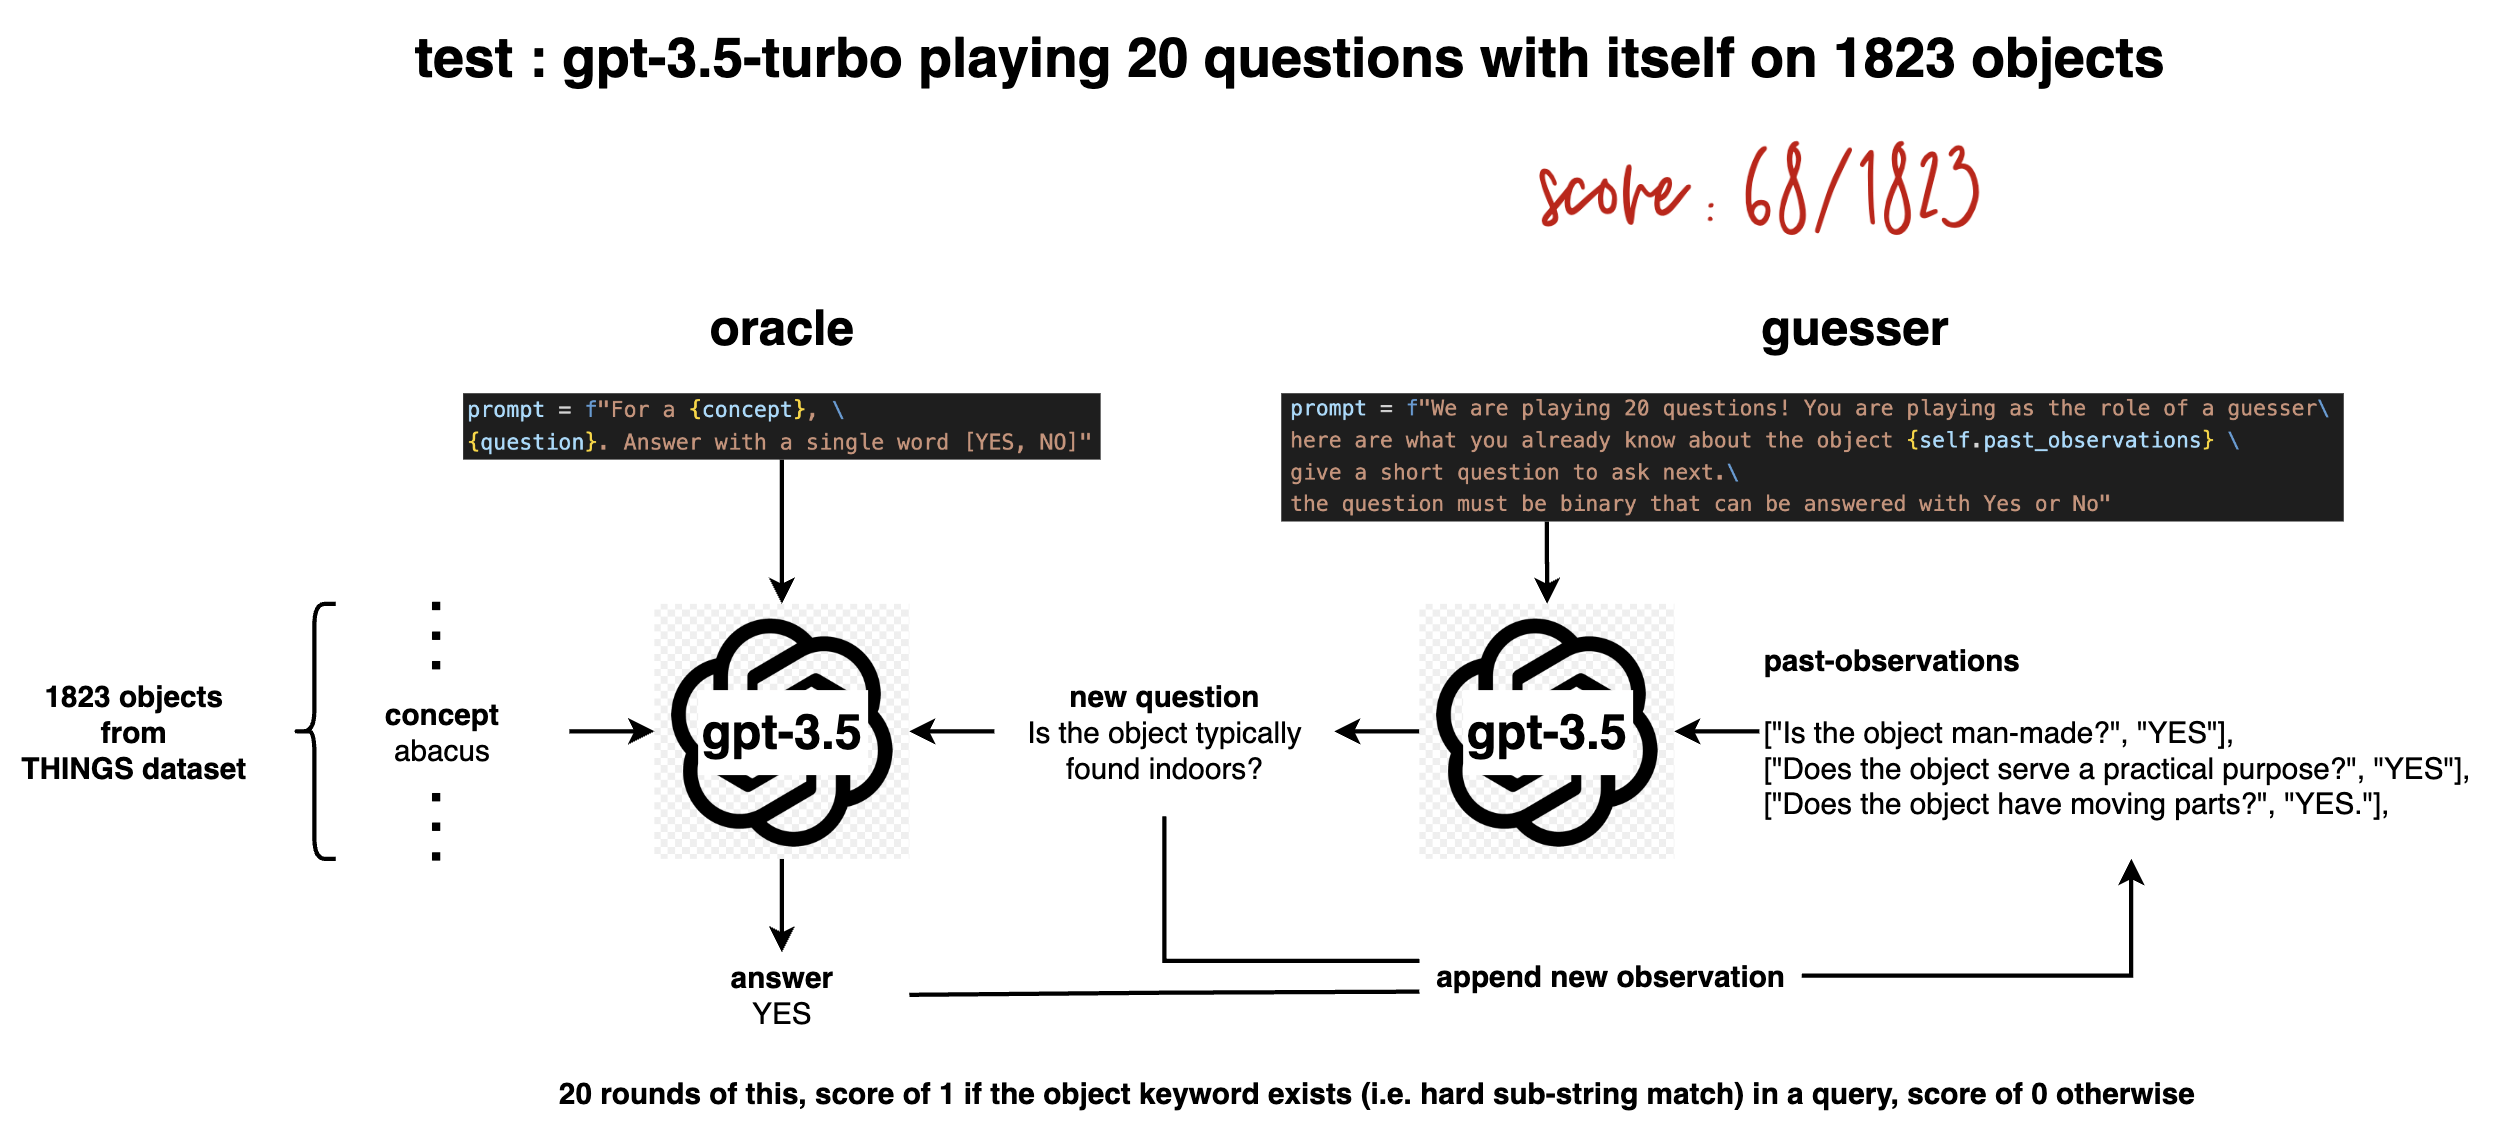 test : gpt-3.5-turbo playing 20 questions with itself on 1823 objects
score : 68/1823
oracle
prompt = f"For a {concept}, \
{question}. Answer with a single word [YES, NO]"
guesser
prompt = f"We are playing 20 questions! You are playing as the role of a guesser\
here are what you already know about the object {self.past_observations} \
give a short question to ask next.\
the question must be binary that can be answered with Yes or No"
1823 objects
from
THINGS dataset
concept
abacus
gpt-3.5
new question
Is the object typically
found indoors?
gpt-3.5
past-observations
["Is the object man-made?", "YES"],
["Does the object serve a practical purpose?", "YES"],
["Does the object have moving parts?", "YES."],
answer
YES
append new observation
20 rounds of this, score of 1 if the object keyword exists (i.e. hard sub-string match) in a query, score of 0 otherwise